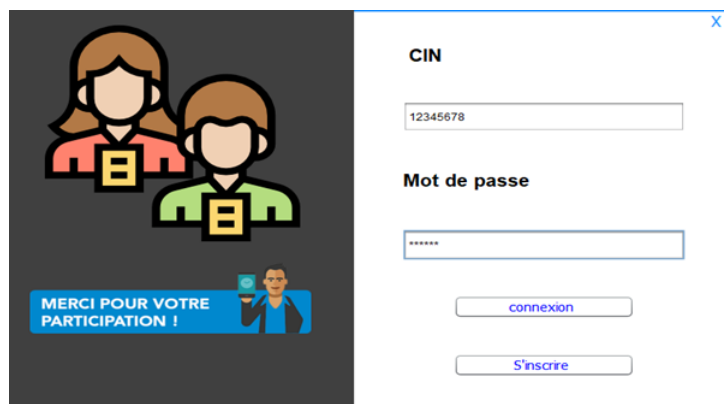 X
CIN
12345678
Mot de passe
******
MERCI POUR VOTRE
PARTICIPATION !
connexion
S'inscrire